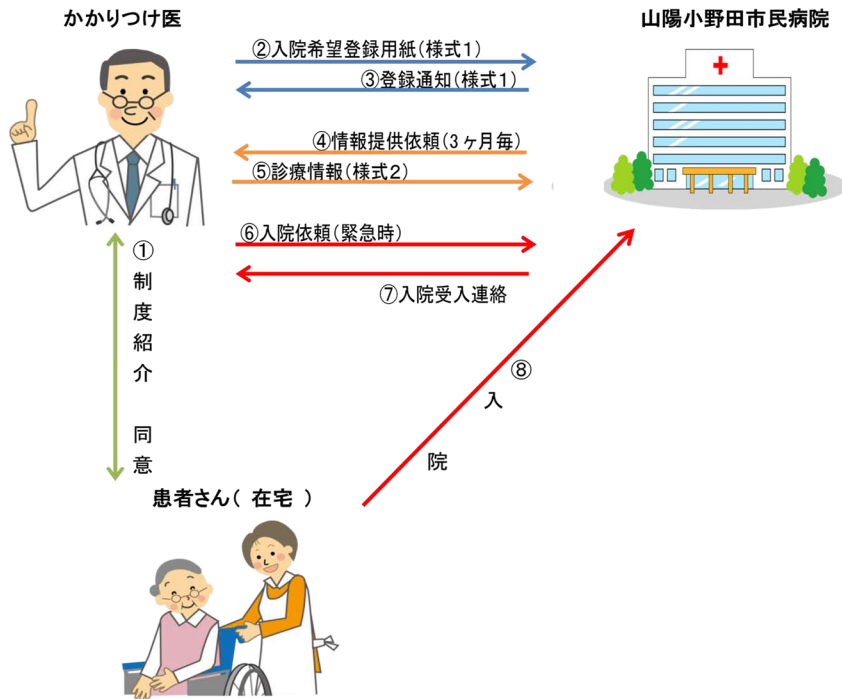 かかりつけ医
山陽小野田市民病院
②入院希望登録用紙(様式1)
③登録通知(様式1)
④情報提供依頼(3ヶ月毎)
⑤診療情報(様式2)
⑥入院依頼(緊急時)
⑦入院受入連絡
①制度紹介 同意
⑧入院
患者さん( 在宅 )